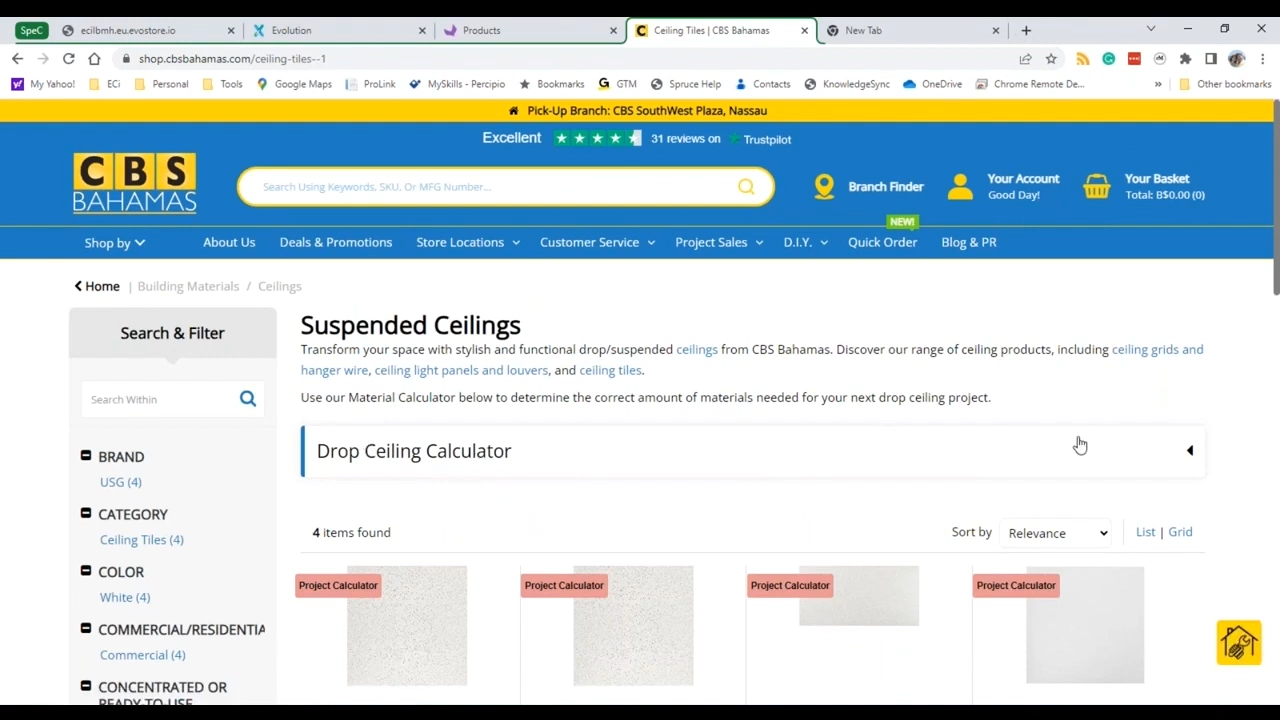 SpeC
ecilbmh.eu.evostore.io
Evolution
Products
Ceiling Tiles | CBS Bahamas
New Tab
shop.cbsbahamas.com/ceiling-tiles--1
My Yahoo!
ECi
Personal
Tools
Google Maps
ProLink
MySkills - Percipio
Bookmarks
GTM
Spruce Help
Contacts
KnowledgeSync
OneDrive
Chrome Remote De...
»
Other bookmarks
Pick-Up Branch: CBS SouthWest Plaza, Nassau
Excellent 31 reviews on Trustpilot
CBS
BAHAMAS
Search Using Keywords, SKU, Or MFG Number...
Branch Finder
Your Account
Good Day!
Your Basket
Total: B$0.00 (0)
NEW!
Shop by
About Us
Deals & Promotions
Store Locations
Customer Service
Project Sales
D.I.Y.
Quick Order
Blog & PR
Home | Building Materials / Ceilings
Search & Filter
Search Within
BRAND
USG (4)
CATEGORY
Ceiling Tiles (4)
COLOR
White (4)
COMMERCIAL/RESIDENTIA
Commercial (4)
CONCENTRATED OR
READY-TO-USE
Suspended Ceilings
Transform your space with stylish and functional drop/suspended ceilings from CBS Bahamas. Discover our range of ceiling products, including ceiling grids and
hanger wire, ceiling light panels and louvers, and ceiling tiles.
Use our Material Calculator below to determine the correct amount of materials needed for your next drop ceiling project.
Drop Ceiling Calculator
4 items found
Sort by Relevance
List | Grid
Project Calculator
Project Calculator
Project Calculator
Project Calculator